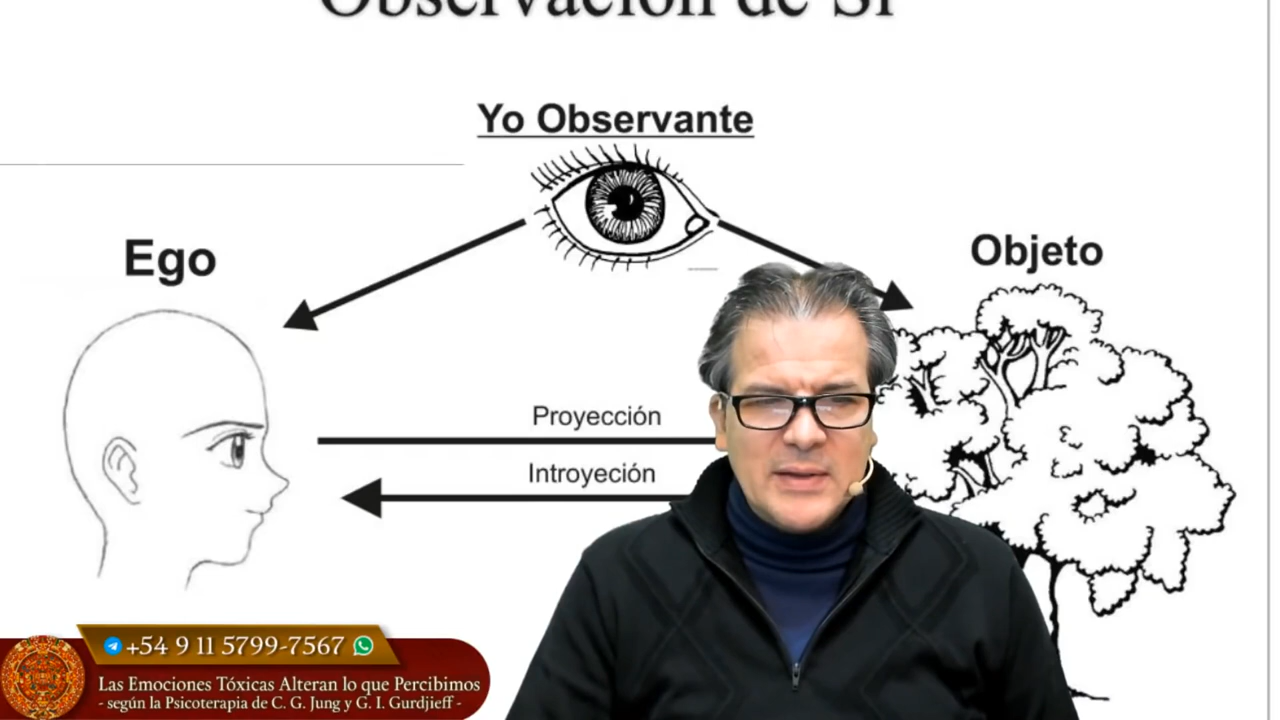 Observación de Sí
Yo Observante
Ego
Objeto
Proyección
Introyeción
+54 9 11 5799-7567
Las Emociones Tóxicas Alteran lo que Percibimos
- según la Psicoterapia de C. G. Jung y G. I. Gurdjieff -